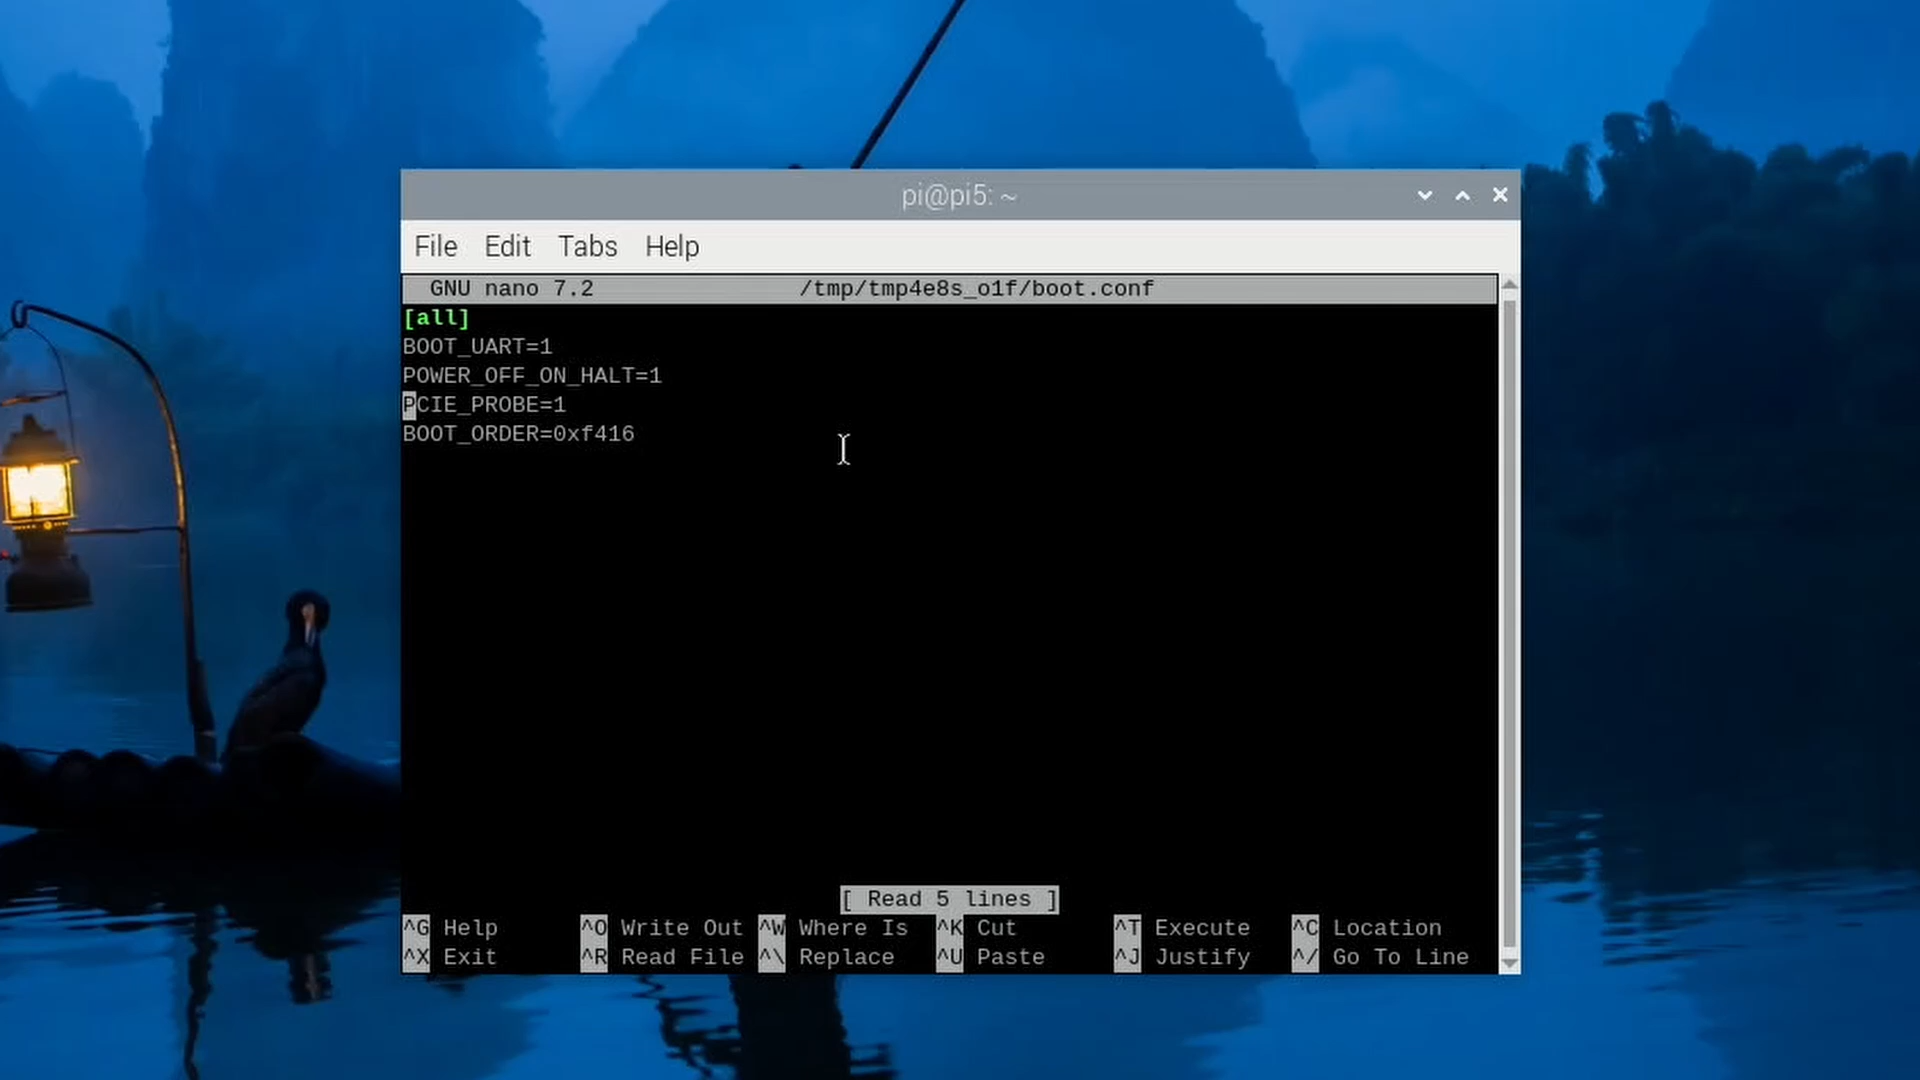 pi@pi5: ~
File Edit Tabs Help
GNU nano 7.2 /tmp/tmp4e8s_o1f/boot.conf
[all]
BOOT_UART=1
POWER_OFF_ON_HALT=1
PCIE_PROBE=1
BOOT_ORDER=0xf416
[ Read 5 lines ]
^G Help ^O Write Out ^W Where Is ^K Cut ^T Execute ^C Location
^X Exit ^R Read File ^\ Replace ^U Paste ^J Justify ^/ Go To Line